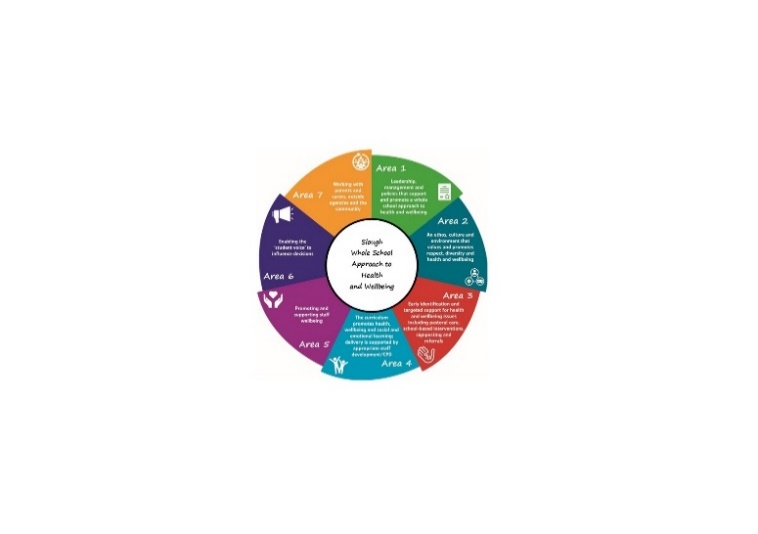 Slough
Whole School
Approach to
Health
and Wellbeing
Area 1
Leadership,
management and
policies that support
and promote a whole
school approach to
health and wellbeing
Area 2
An ethos, culture and
environment that
values and promotes
respect, diversity and
health and wellbeing
Area 3
Early identification and
targeted support for health
and wellbeing issues
including pastoral care,
school-based interventions,
signposting and
referrals
Area 4
The curriculum
promotes health,
wellbeing and social and
emotional learning;
delivery is supported by
appropriate staff
development/CPD
Area 5
Promoting and
supporting staff
wellbeing
Area 6
Enabling the
'student voice' to
influence decisions
Area 7
Working with
parents and
carers, outside
agencies and the
community